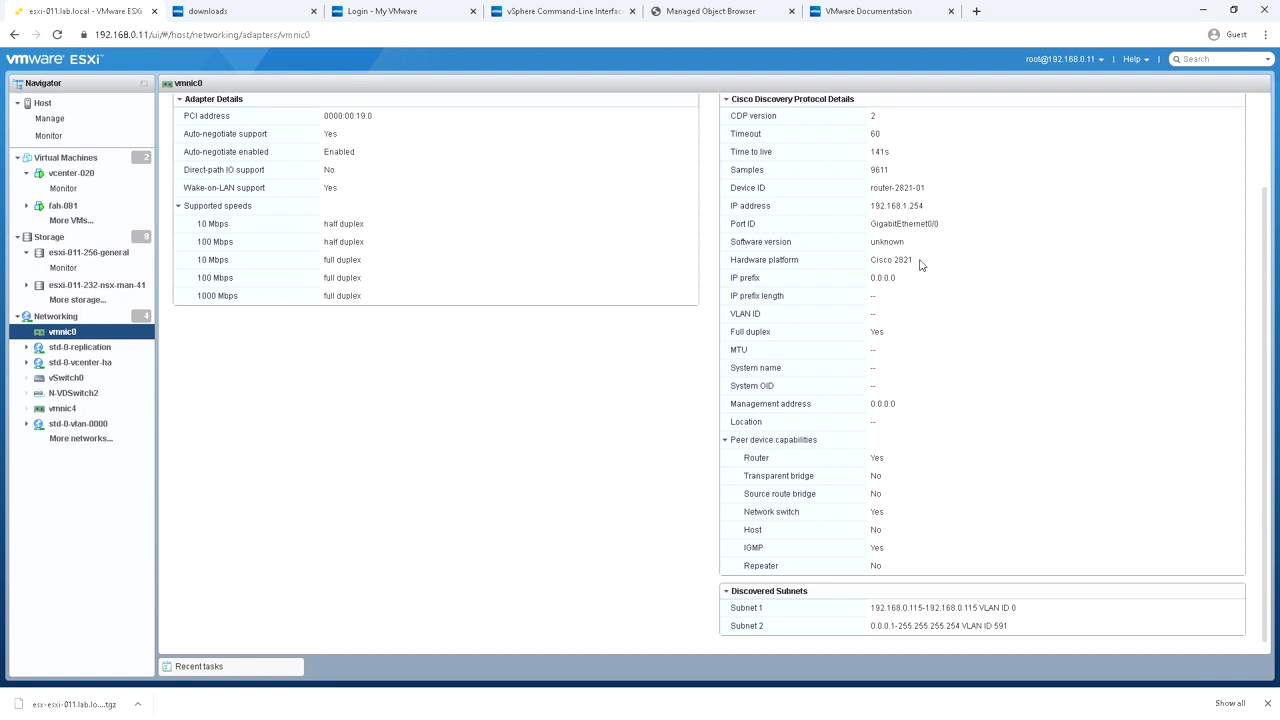 esxi-011.lab.local - VMware ESXi
downloads
Login - My VMware
vSphere Command-Line Interfac
Managed Object Browser
VMware Documentation
192.168.0.11/ui/#/host/networking/adapters/vmnic0
Guest
vmware ESXi
root@192.168.0.11
Help
Search
Navigator
vmnic0
Host
Manage
Monitor
Virtual Machines 2
vcenter-020
Monitor
fah-081
More VMs...
Storage 8
esxi-011-256-general
Monitor
esxi-011-232-nsx-man-41
More storage...
Networking 4
vmnic0
std-0-replication
std-0-vcenter-ha
vSwitch0
N-VDSwitch2
vmnic4
std-0-vlan-0000
More networks...
Adapter Details
PCI address 0000:00:19.0
Auto-negotiate support Yes
Auto-negotiate enabled Enabled
Direct-path IO support No
Wake-on-LAN support Yes
Supported speeds
10 Mbps half duplex
100 Mbps half duplex
10 Mbps full duplex
100 Mbps full duplex
1000 Mbps full duplex
Cisco Discovery Protocol Details
CDP version 2
Timeout 60
Time to live 141s
Samples 9611
Device ID router-2821-01
IP address 192.168.1.254
Port ID GigabitEthernet0/0
Software version unknown
Hardware platform Cisco 2821
IP prefix 0.0.0.0
IP prefix length --
VLAN ID --
Full duplex Yes
MTU --
System name --
System OID --
Management address 0.0.0.0
Location --
Peer device capabilities
Router Yes
Transparent bridge No
Source route bridge No
Network switch Yes
Host No
IGMP Yes
Repeater No
Discovered Subnets
Subnet 1 192.168.0.115-192.168.0.115 VLAN ID 0
Subnet 2 0.0.0.1-255.255.255.254 VLAN ID 591
Recent tasks
esx-esxi-011.lab.lo....tgz
Show all